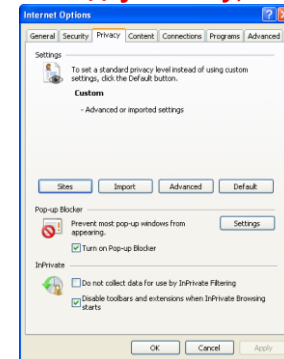 Internet Options
General Security Privacy Content Connections Programs Advanced
Settings
To set a standard privacy level instead of using custom
settings, click the Default button.
Custom
- Advanced or imported settings
Sites Import Advanced Default
Pop-up Blocker
Prevent most pop-up windows from
appearing.
Settings
Turn on Pop-up Blocker
InPrivate
Do not collect data for use by InPrivate Filtering
Disable toolbars and extensions when InPrivate Browsing
starts
OK Cancel Apply